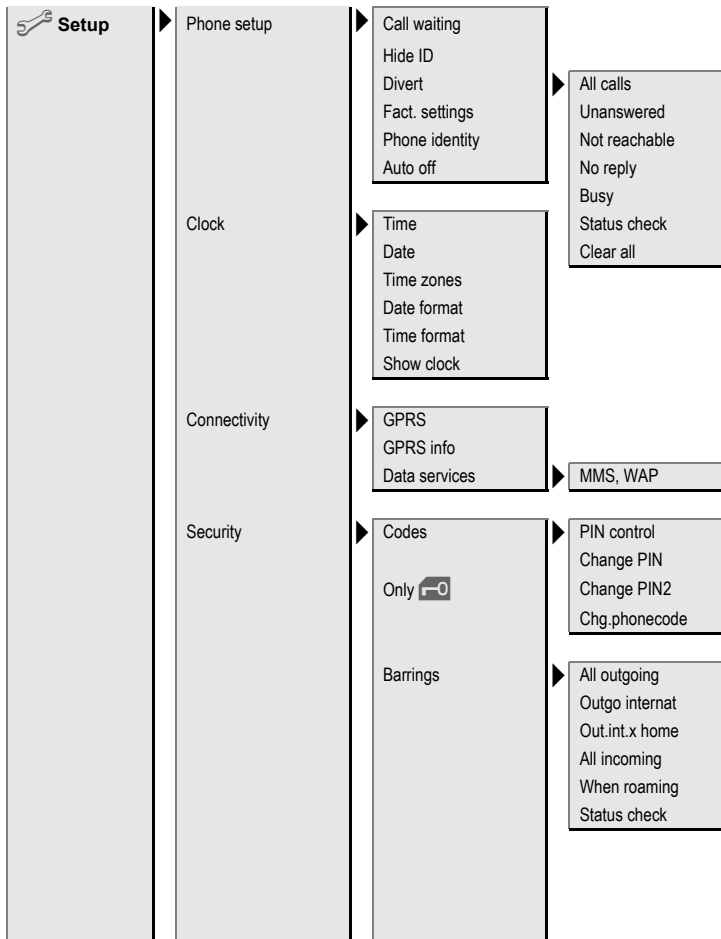 Setup
Phone setup
Call waiting
Hide ID
Divert
All calls
Fact. settings
Unanswered
Phone identity
Not reachable
Auto off
No reply
Busy
Clock
Time
Status check
Date
Clear all
Time zones
Date format
Time format
Show clock
Connectivity
GPRS
GPRS info
Data services
MMS, WAP
Security
Codes
PIN control
Change PIN
Only
Change PIN2
Chg.phonecode
Barrings
All outgoing
Outgo internat
Out.int.x home
All incoming
When roaming
Status check